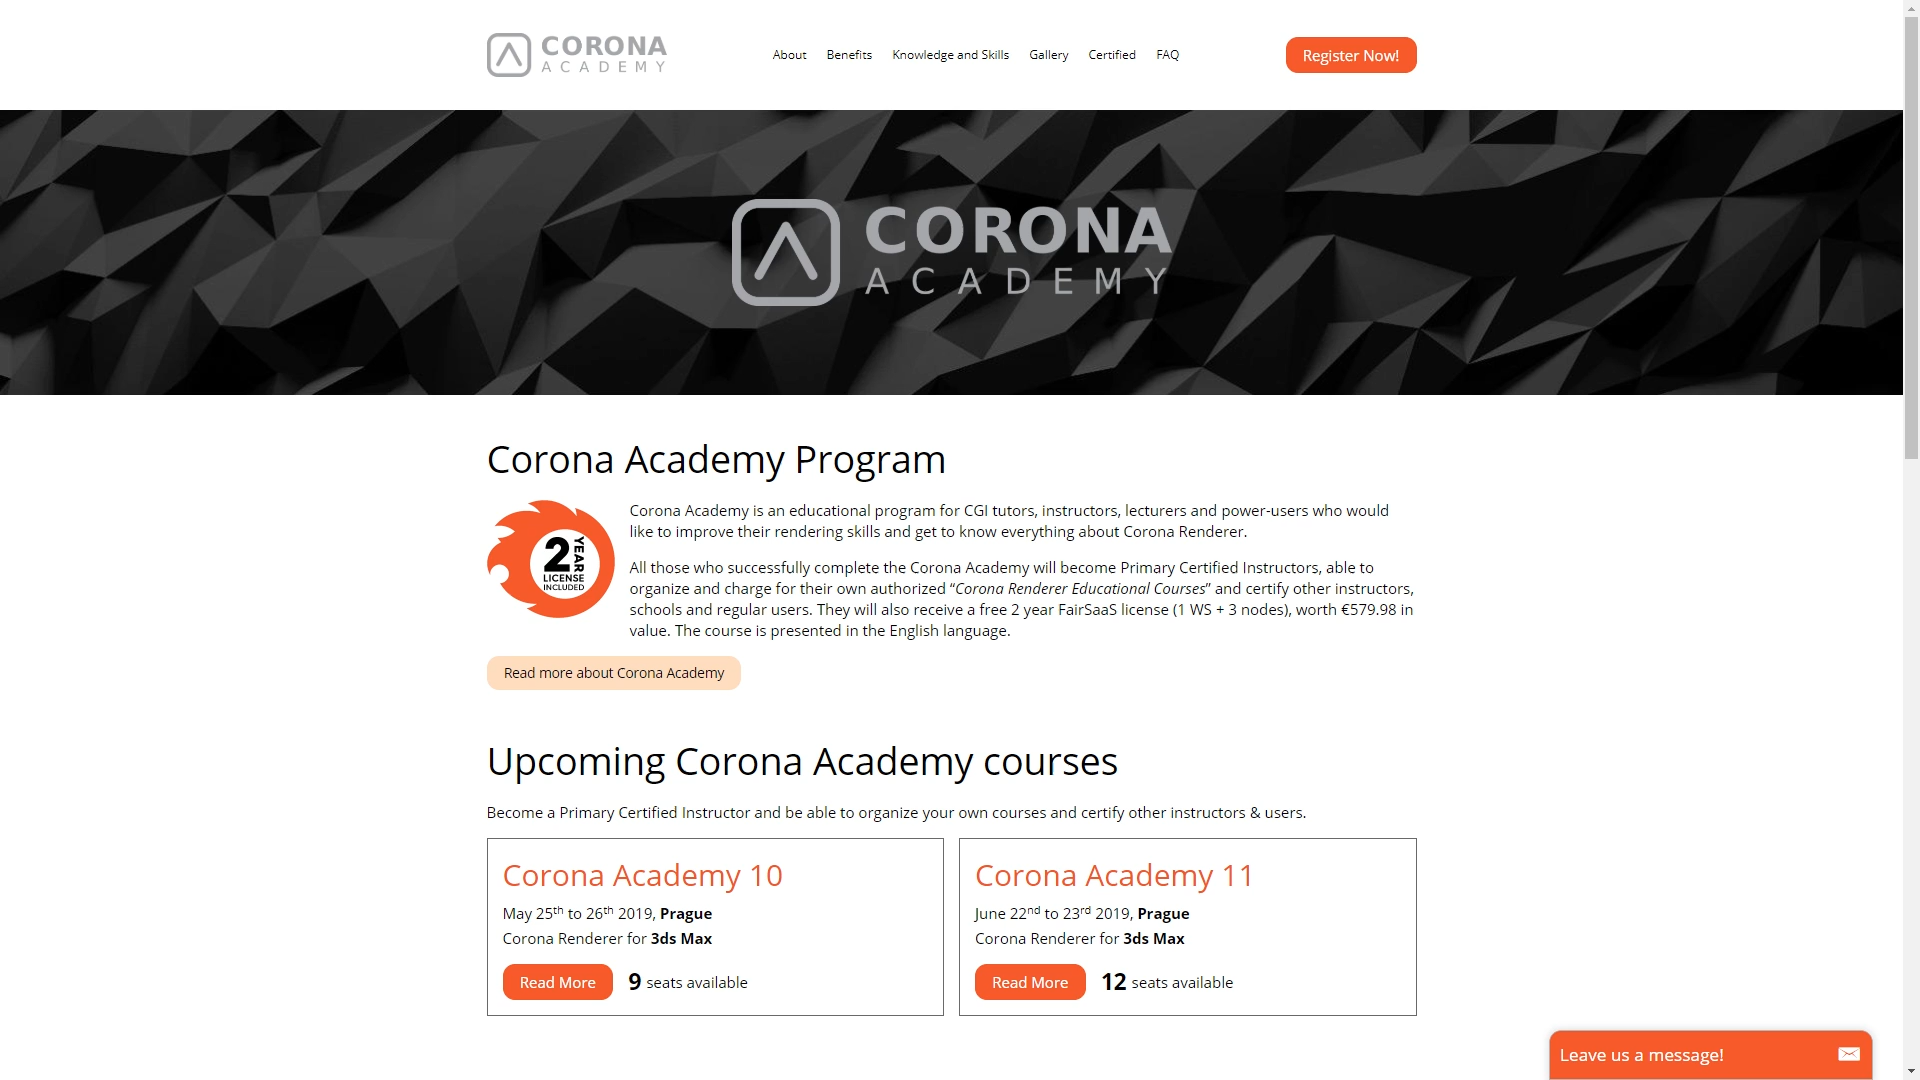 CORONA
ACADEMY
About Benefits Knowledge and Skills Gallery Certified FAQ
Register Now!
CORONA
ACADEMY
Corona Academy Program
2 YEAR
LICENSE
INCLUDED
Corona Academy is an educational program for CGI tutors, instructors, lecturers and power-users who would
like to improve their rendering skills and get to know everything about Corona Renderer.
All those who successfully complete the Corona Academy will become Primary Certified Instructors, able to
organize and charge for their own authorized “Corona Renderer Educational Courses” and certify other instructors,
schools and regular users. They will also receive a free 2 year FairSaaS license (1 WS + 3 nodes), worth €579.98 in
value. The course is presented in the English language.
Read more about Corona Academy
Upcoming Corona Academy courses
Become a Primary Certified Instructor and be able to organize your own courses and certify other instructors & users.
Corona Academy 10
May 25th to 26th 2019, Prague
Corona Renderer for 3ds Max
Read More 9 seats available
Corona Academy 11
June 22nd to 23rd 2019, Prague
Corona Renderer for 3ds Max
Read More 12 seats available
Leave us a message!